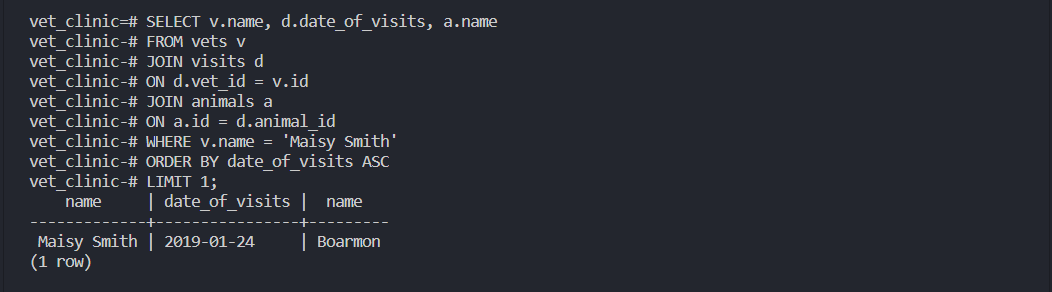 vet_clinic=# SELECT v.name, d.date_of_visits, a.name
vet_clinic-# FROM vets v
vet_clinic-# JOIN visits d
vet_clinic-# ON d.vet_id = v.id
vet_clinic-# JOIN animals a
vet_clinic-# ON a.id = d.animal_id
vet_clinic-# WHERE v.name = 'Maisy Smith'
vet_clinic-# ORDER BY date_of_visits ASC
vet_clinic-# LIMIT 1;
    name     | date_of_visits |  name
-------------+----------------+---------
 Maisy Smith | 2019-01-24     | Boarmon
(1 row)